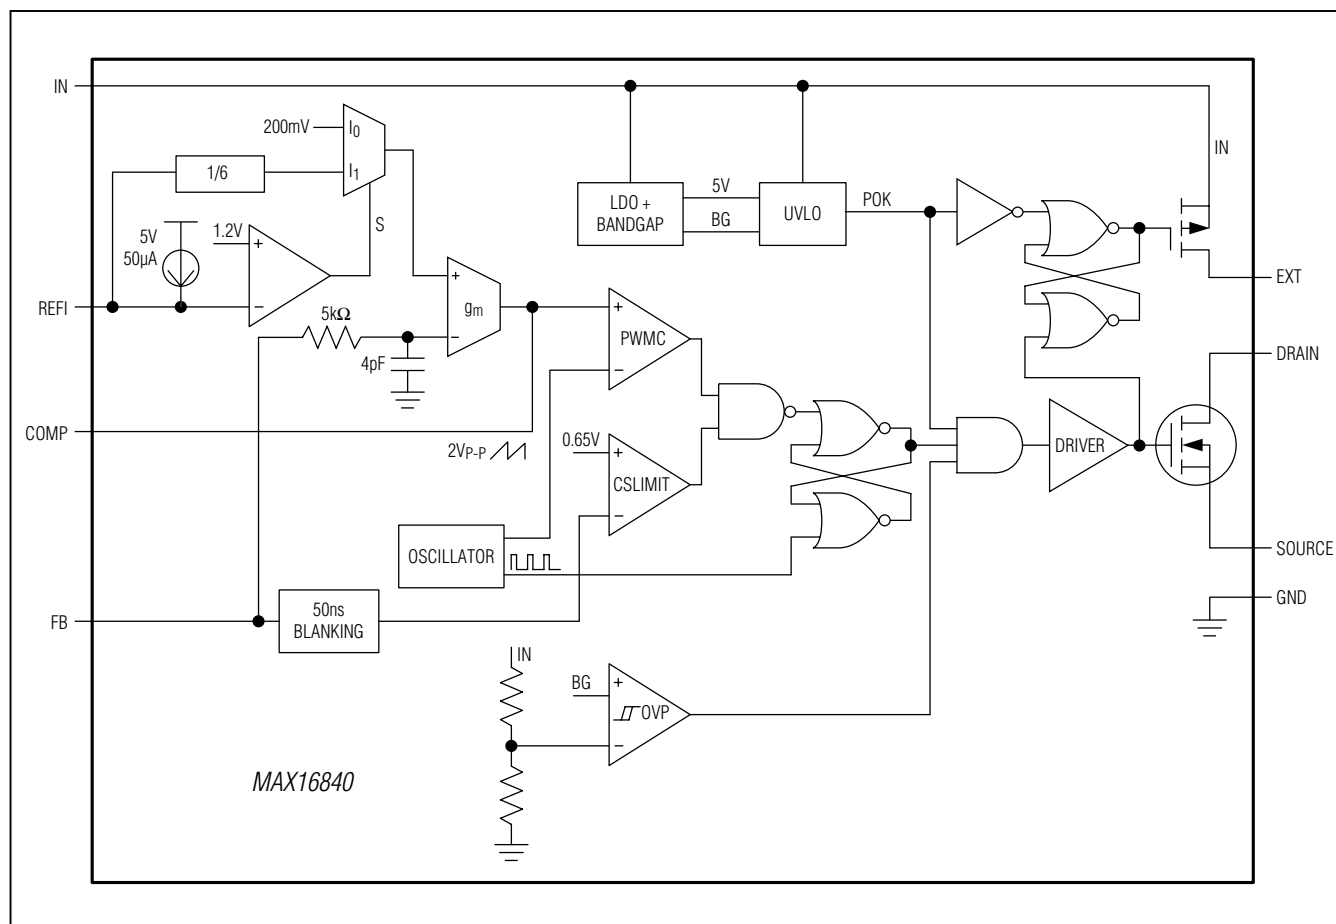 IN
200mV
I0
I1
1/6
S
5V
50µA
1.2V
+
−
REFI
5kΩ
4pF
+
−
gm
LDO +
BANDGAP
5V
BG
UVLO
POK
IN
EXT
DRAIN
+
PWMC
−
COMP
2VP-P
0.65V
+
CSLIMIT
−
DRIVER
OSCILLATOR
SOURCE
GND
FB
50ns
BLANKING
IN
BG
+
OVP
−
MAX16840